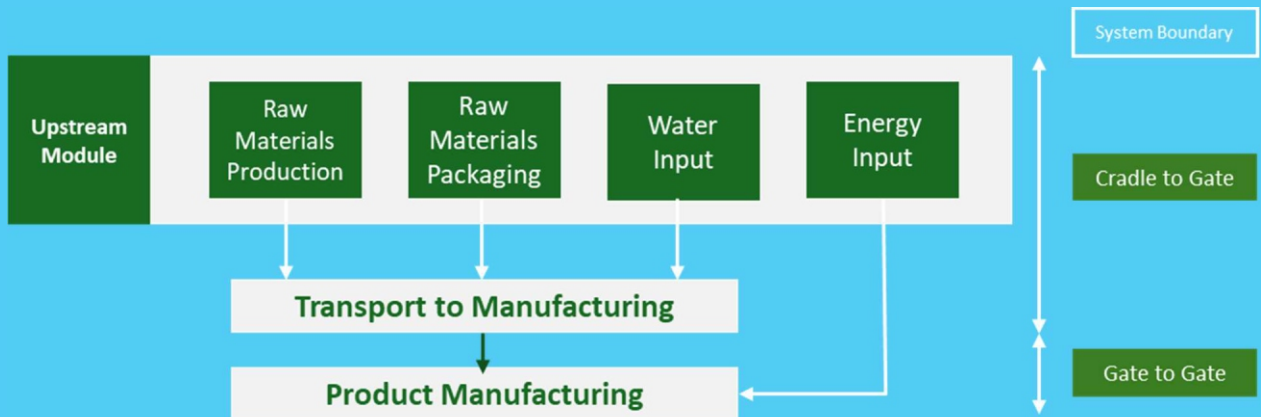 System Boundary
Upstream
Module
Raw
Materials
Production
Raw
Materials
Packaging
Water
Input
Energy
Input
Cradle to Gate
Transport to Manufacturing
Product Manufacturing
Gate to Gate